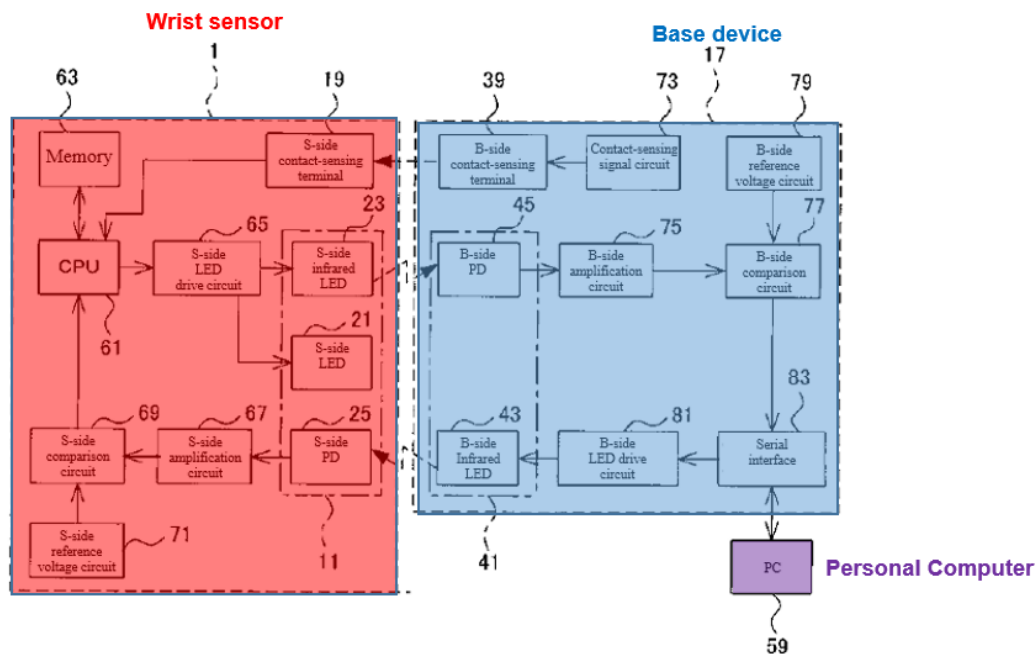 Wrist sensor
Base device
1
17
63
19
39
73
79
Memory
S-side
contact-sensing
terminal
B-side
contact-sensing
terminal
Contact-sensing
signal circuit
B-side
reference
voltage circuit
65
23
45
75
77
CPU
S-side
LED
drive circuit
S-side
infrared
LED
B-side
PD
B-side
amplification
circuit
B-side
comparison
circuit
61
21
S-side
LED
69
67
25
43
81
83
S-side
comparison
circuit
S-side
amplification
circuit
S-side
PD
B-side
Infrared
LED
B-side
LED drive
circuit
Serial
interface
S-side
reference
voltage circuit
71
11
41
PC
Personal Computer
59